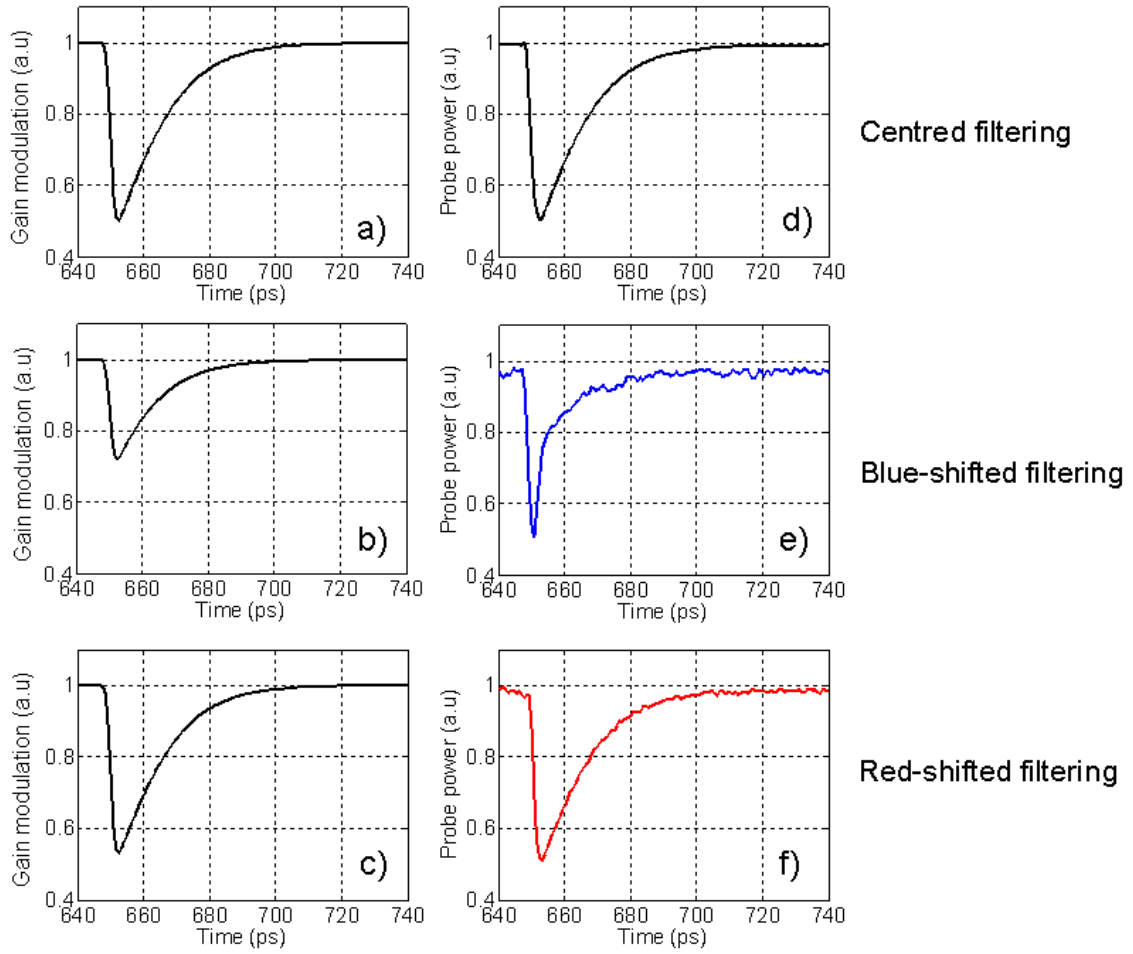 Gain modulation (a.u)
1
0.8
0.6
0.4
640 660 680 700 720 740
Time (ps)
a)
Probe power (a.u)
1
0.8
0.6
0.4
640 660 680 700 720 740
Time (ps)
d)
Centred filtering
Gain modulation (a.u)
1
0.8
0.6
0.4
640 660 680 700 720 740
Time (ps)
b)
Probe power (a.u)
1
0.8
0.6
0.4
640 660 680 700 720 740
Time (ps)
e)
Blue-shifted filtering
Gain modulation (a.u)
1
0.8
0.6
0.4
640 660 680 700 720 740
Time (ps)
c)
Probe power (a.u)
1
0.8
0.6
0.4
640 660 680 700 720 740
Time (ps)
f)
Red-shifted filtering